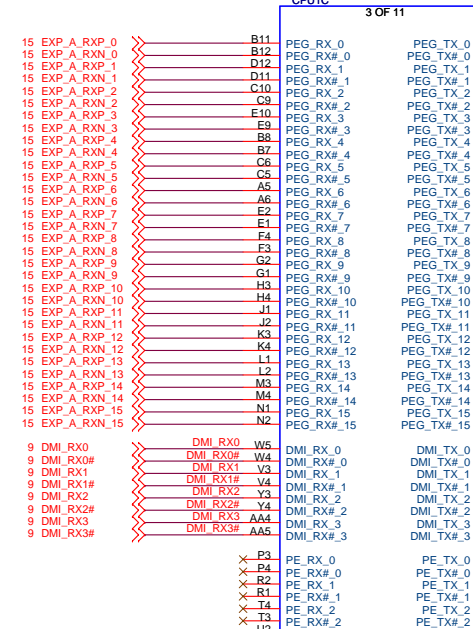 CPU1C
3 OF 11
15 EXP_A_RXP_0 B11 PEG_RX_0 PEG_TX_0
15 EXP_A_RXN_0 B12 PEG_RX#_0 PEG_TX#_0
15 EXP_A_RXP_1 D12 PEG_RX_1 PEG_TX_1
15 EXP_A_RXN_1 D11 PEG_RX#_1 PEG_TX#_1
15 EXP_A_RXP_2 C10 PEG_RX_2 PEG_TX_2
15 EXP_A_RXN_2 C9 PEG_RX#_2 PEG_TX#_2
15 EXP_A_RXP_3 E10 PEG_RX_3 PEG_TX_3
15 EXP_A_RXN_3 E9 PEG_RX#_3 PEG_TX#_3
15 EXP_A_RXP_4 B8 PEG_RX_4 PEG_TX_4
15 EXP_A_RXN_4 B7 PEG_RX#_4 PEG_TX#_4
15 EXP_A_RXP_5 C6 PEG_RX_5 PEG_TX_5
15 EXP_A_RXN_5 C5 PEG_RX#_5 PEG_TX#_5
15 EXP_A_RXP_6 A5 PEG_RX_6 PEG_TX_6
15 EXP_A_RXN_6 A6 PEG_RX#_6 PEG_TX#_6
15 EXP_A_RXP_7 E2 PEG_RX_7 PEG_TX_7
15 EXP_A_RXN_7 E1 PEG_RX#_7 PEG_TX#_7
15 EXP_A_RXP_8 F4 PEG_RX_8 PEG_TX_8
15 EXP_A_RXN_8 F3 PEG_RX#_8 PEG_TX#_8
15 EXP_A_RXP_9 G2 PEG_RX_9 PEG_TX_9
15 EXP_A_RXN_9 G1 PEG_RX#_9 PEG_TX#_9
15 EXP_A_RXP_10 H3 PEG_RX_10 PEG_TX_10
15 EXP_A_RXN_10 H4 PEG_RX#_10 PEG_TX#_10
15 EXP_A_RXP_11 J1 PEG_RX_11 PEG_TX_11
15 EXP_A_RXN_11 J2 PEG_RX#_11 PEG_TX#_11
15 EXP_A_RXP_12 K3 PEG_RX_12 PEG_TX_12
15 EXP_A_RXN_12 K4 PEG_RX#_12 PEG_TX#_12
15 EXP_A_RXP_13 L1 PEG_RX_13 PEG_TX_13
15 EXP_A_RXN_13 L2 PEG_RX#_13 PEG_TX#_13
15 EXP_A_RXP_14 M3 PEG_RX_14 PEG_TX_14
15 EXP_A_RXN_14 M4 PEG_RX#_14 PEG_TX#_14
15 EXP_A_RXP_15 N1 PEG_RX_15 PEG_TX_15
15 EXP_A_RXN_15 N2 PEG_RX#_15 PEG_TX#_15
9 DMI_RX0 DMI_RX0 W5 DMI_RX_0 DMI_TX_0
9 DMI_RX0# DMI_RX0# W4 DMI_RX#_0 DMI_TX#_0
9 DMI_RX1 DMI_RX1 V3 DMI_RX_1 DMI_TX_1
9 DMI_RX1# DMI_RX1# V4 DMI_RX#_1 DMI_TX#_1
9 DMI_RX2 DMI_RX2 Y3 DMI_RX_2 DMI_TX_2
9 DMI_RX2# DMI_RX2# Y4 DMI_RX#_2 DMI_TX#_2
9 DMI_RX3 DMI_RX3 AA4 DMI_RX_3 DMI_TX_3
9 DMI_RX3# DMI_RX3# AA5 DMI_RX#_3 DMI_TX#_3
P3 PE_RX_0 PE_TX_0
P4 PE_RX#_0 PE_TX#_0
R2 PE_RX_1 PE_TX_1
R1 PE_RX#_1 PE_TX#_1
T4 PE_RX_2 PE_TX_2
T3 PE_RX#_2 PE_TX#_2